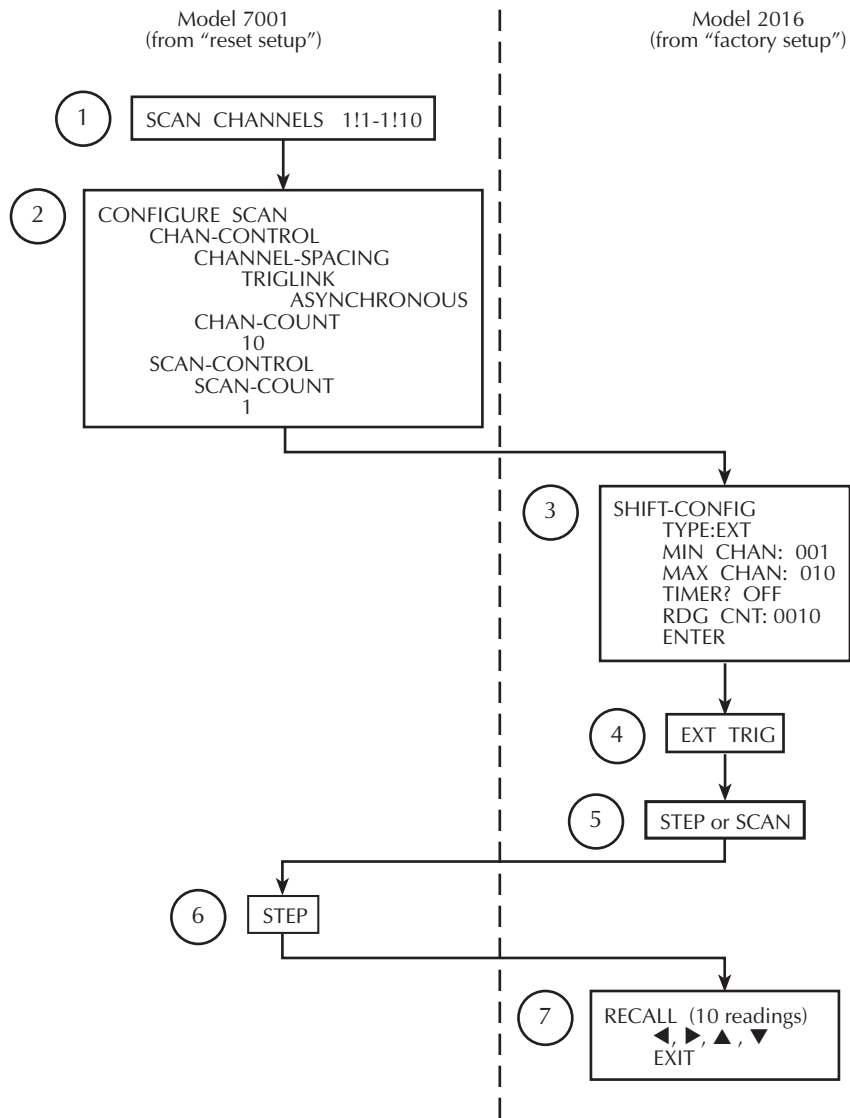 Model 7001
(from “reset setup”)
Model 2016
(from “factory setup”)
1
SCAN CHANNELS 1!1-1!10
2
CONFIGURE SCAN
CHAN-CONTROL
CHANNEL-SPACING
TRIGLINK
ASYNCHRONOUS
CHAN-COUNT
10
SCAN-CONTROL
SCAN-COUNT
1
3
SHIFT-CONFIG
TYPE:EXT
MIN CHAN: 001
MAX CHAN: 010
TIMER? OFF
RDG CNT: 0010
ENTER
4
EXT TRIG
5
STEP or SCAN
6
STEP
7
RECALL (10 readings)
◀, ▶, ▲ , ▼
EXIT